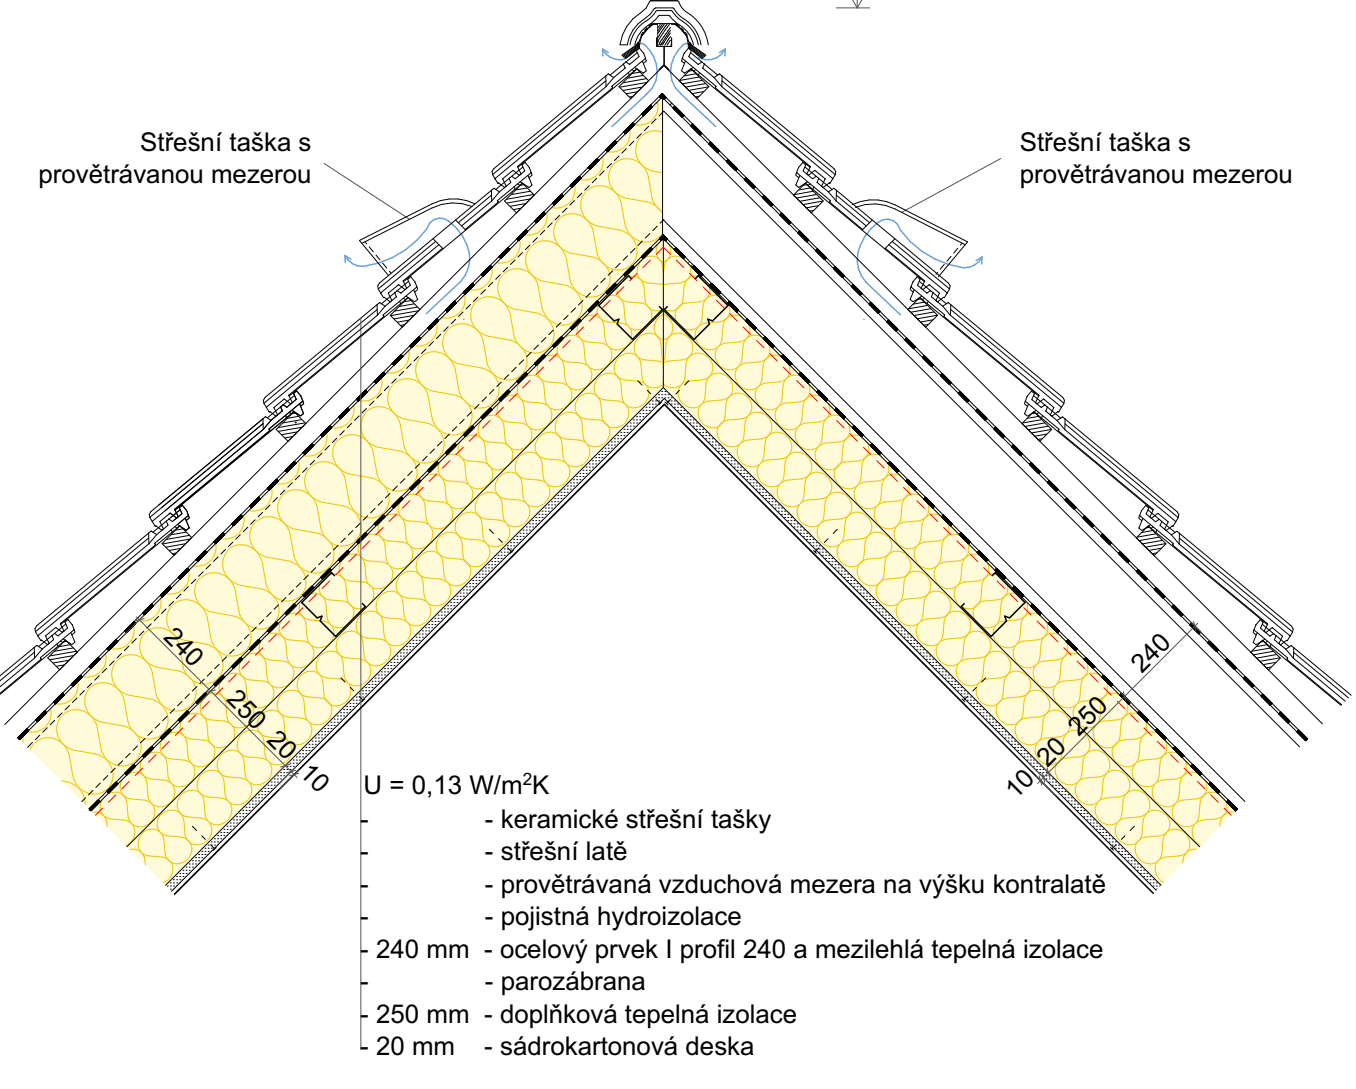 Střešní taška s
provětrávanou mezerou
Střešní taška s
provětrávanou mezerou
240
250
20
10
240
250
20
10
U = 0,13 W/m²K
- - keramické střešní tašky
- - střešní latě
- - provětrávaná vzduchová mezera na výšku kontralatě
- - pojistná hydroizolace
- 240 mm - ocelový prvek I profil 240 a mezilehlá tepelná izolace
- - parozábrana
- 250 mm - doplňková tepelná izolace
- 20 mm - sádrokartonová deska